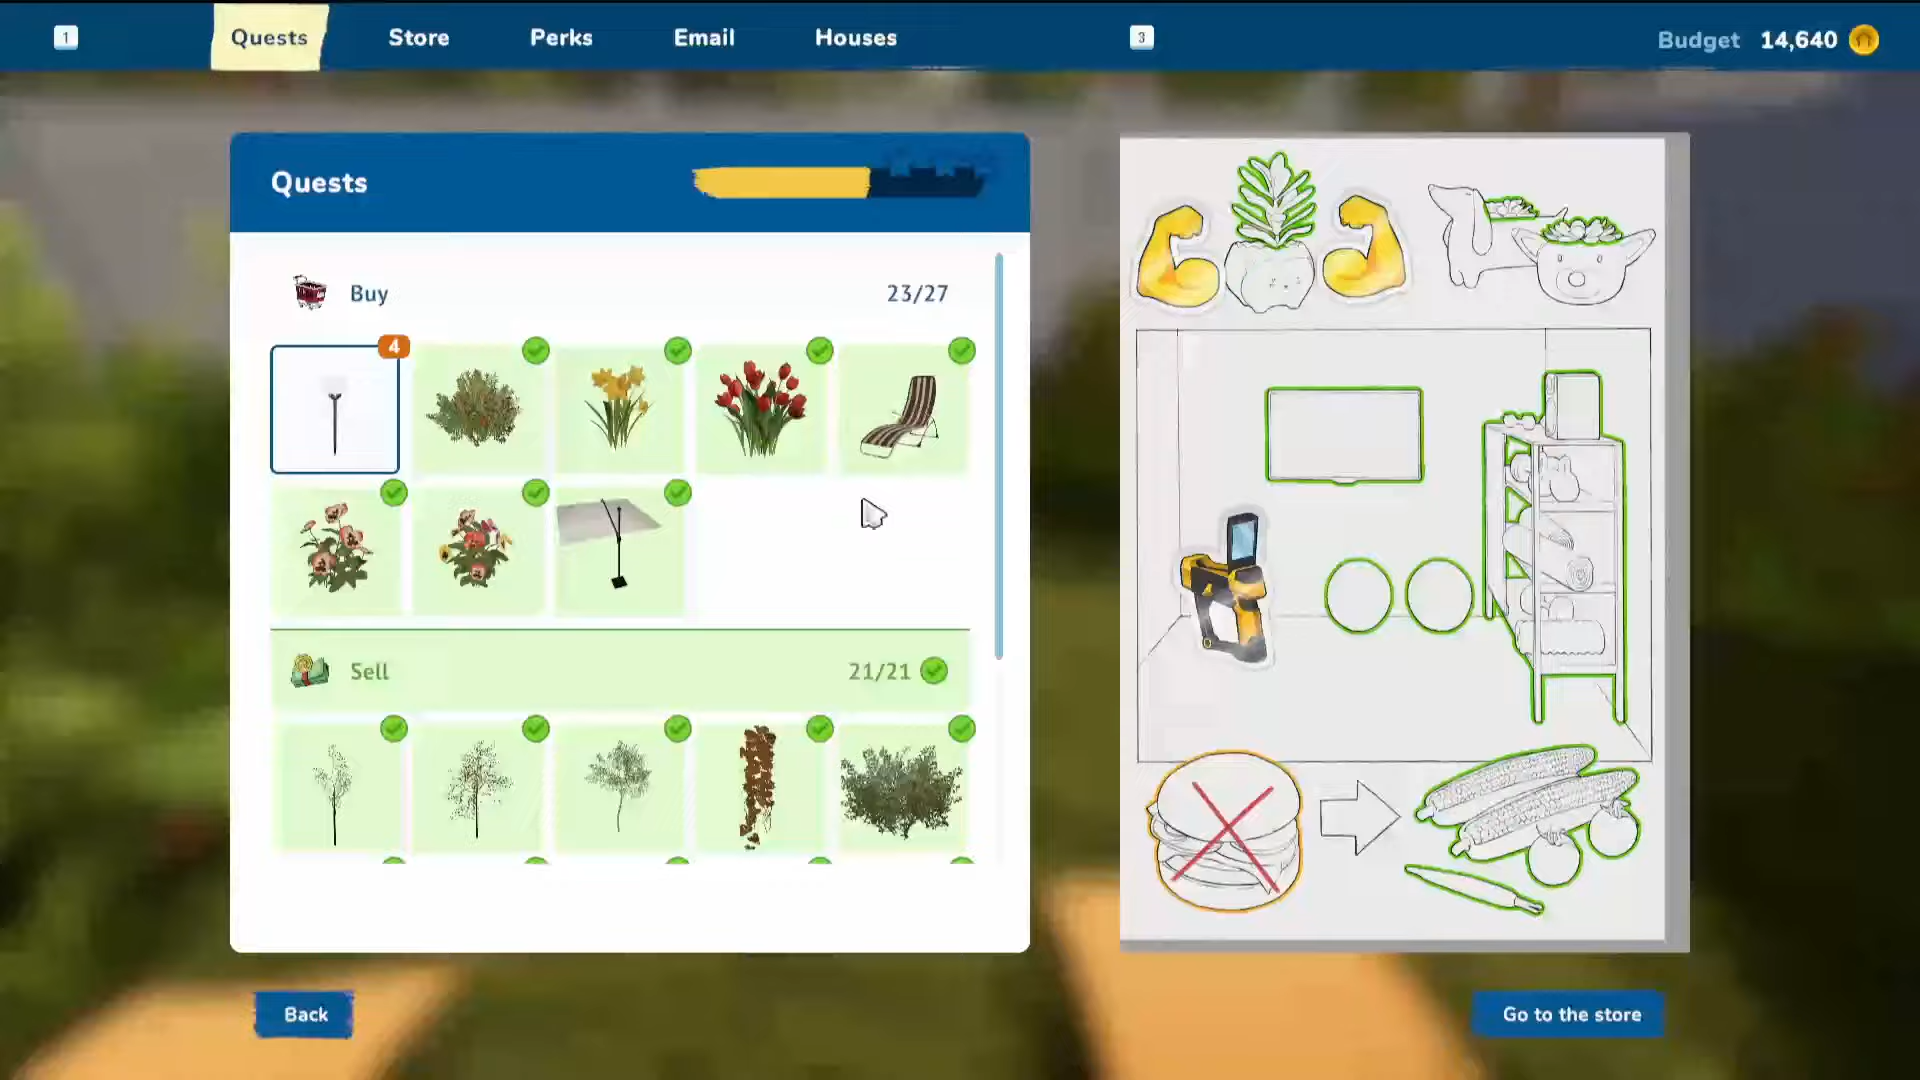 1
Quests
Store
Perks
Email
Houses
3
Budget 14,640
Quests
Buy
23/27
4
Sell
21/21
Back
Go to the store